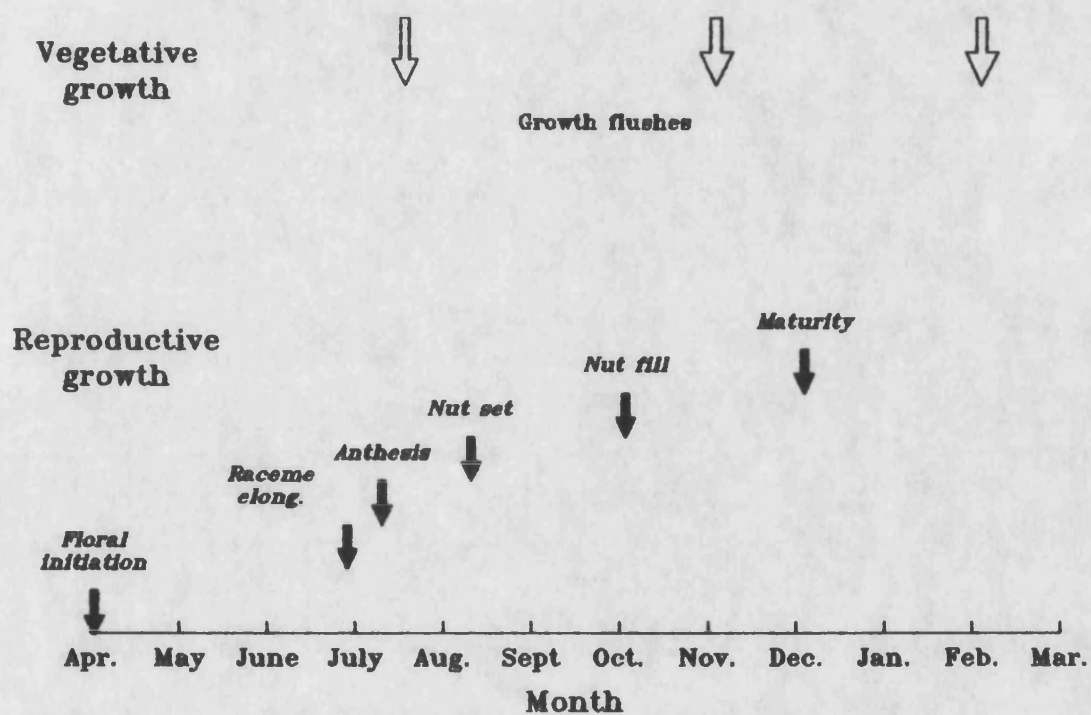 Vegetative
growth
Growth flushes
Maturity
Reproductive
growth
Nut fill
Nut set
Anthesis
Raceme
elong.
Floral
initiation
Apr. May June July Aug. Sept Oct. Nov. Dec. Jan. Feb. Mar.
Month